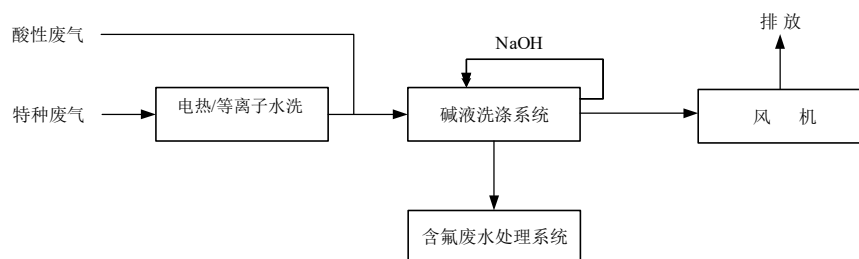 酸性废气
NaOH
排 放
特种废气
电热/等离子水洗
碱液洗涤系统
风 机
含氟废水处理系统